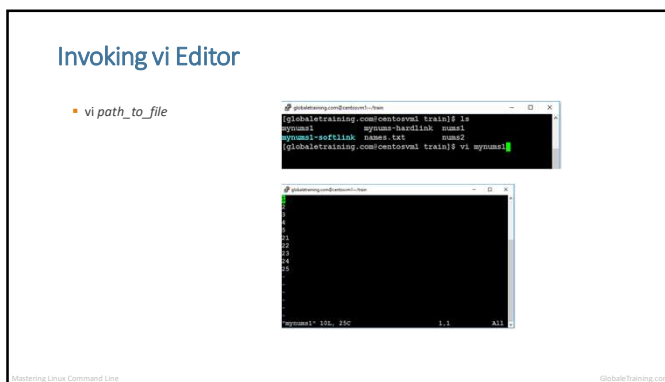 Invoking vi Editor
▪ vi path_to_file
globaletraining.com@centosvm1:~/train
[globaletraining.com@centosvm1 train]$ ls
mynums1 mynums-hardlink nums1
mynums1-softlink names.txt nums2
[globaletraining.com@centosvm1 train]$ vi mynums1
globaletraining.com@centosvm1:~/train
1
2
3
4
5
21
22
23
24
25
~
~
~
~
~
~
"mynums1" 10L, 25C 1,1 All
Mastering Linux Command Line
GlobaleTraining.com